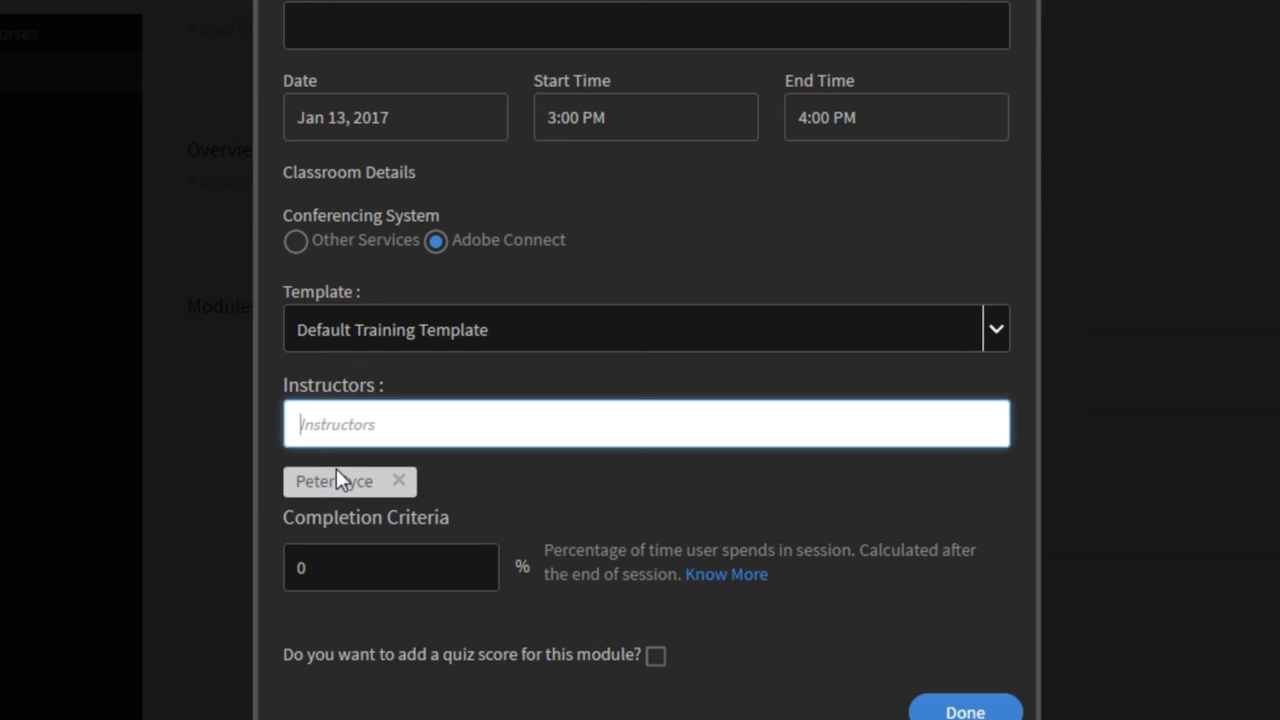 urses
Date
Start Time
End Time
Jan 13, 2017
3:00 PM
4:00 PM
Classroom Details
Conferencing System
Other Services
Adobe Connect
Template :
Default Training Template
Instructors :
Instructors
Completion Criteria
0
%
Percentage of time user spends in session. Calculated after
the end of session. Know More
Do you want to add a quiz score for this module?
Done
Overvie
Module